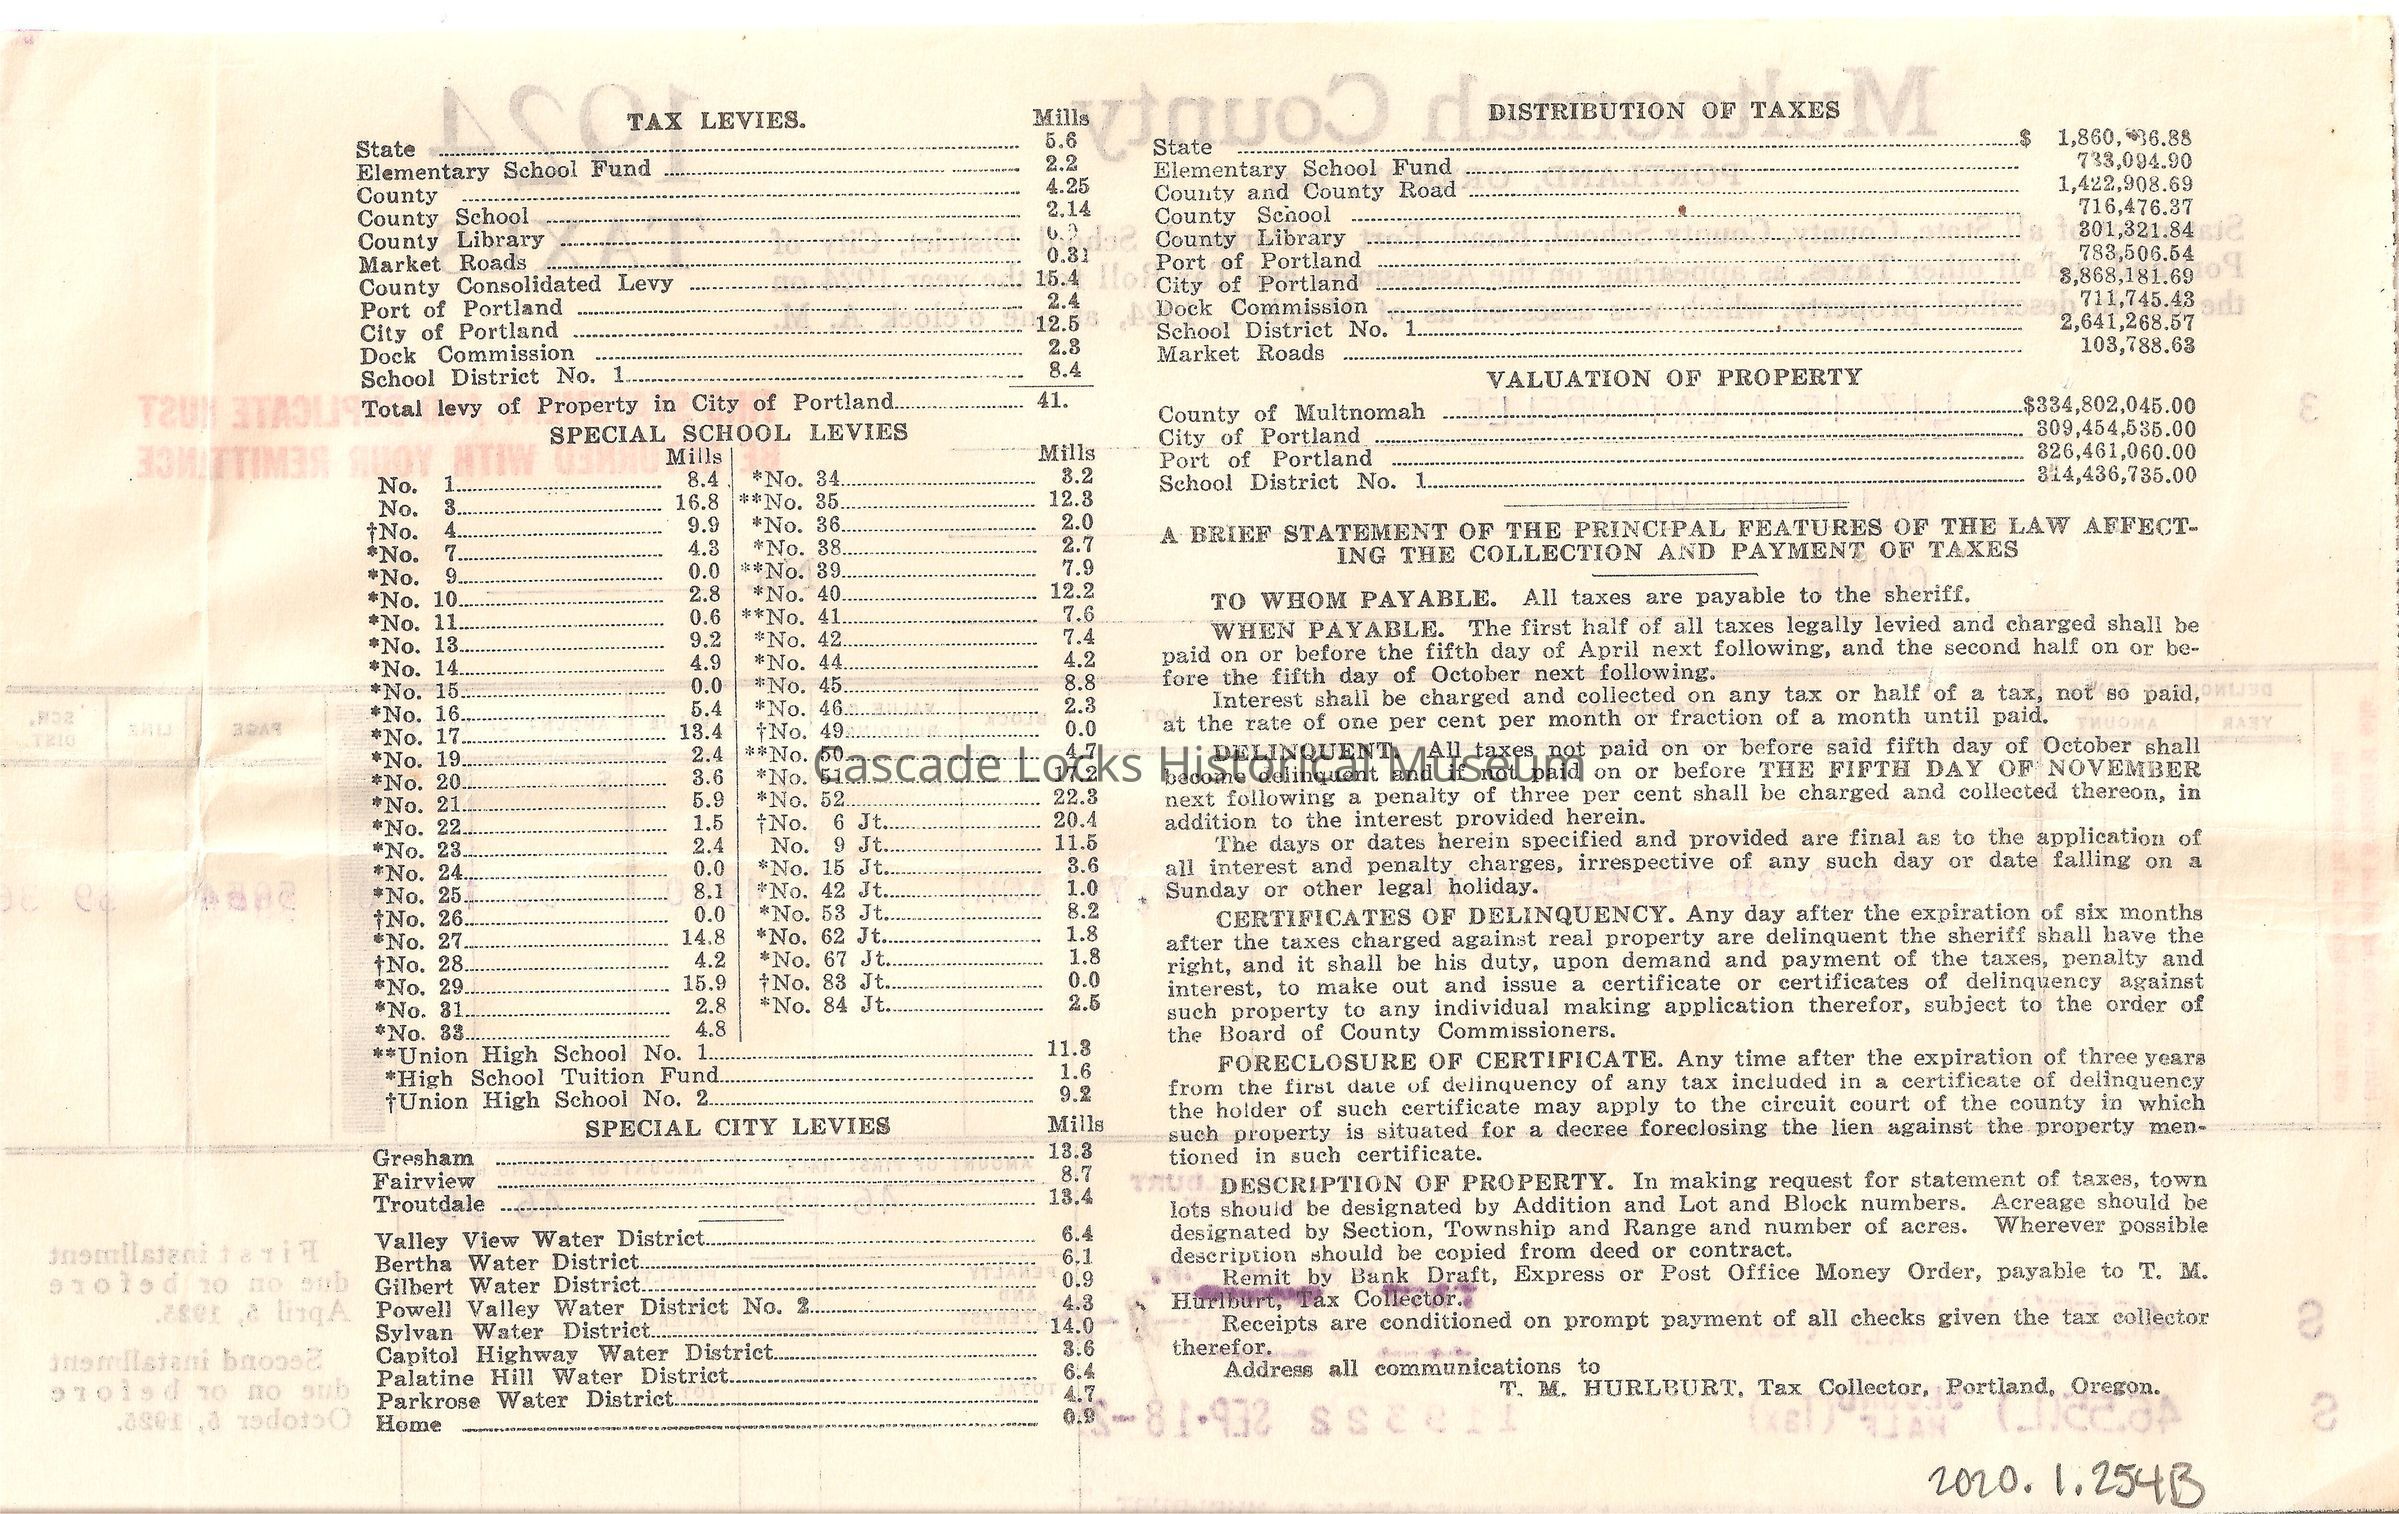 TAX LEVIES.
Mills
State 5.6
Elementary School Fund 2.2
County 4.25
County School 2.14
County Library
Market Roads 0.31
County Consolidated Levy 15.4
Port of Portland 2.4
City of Portland 12.5
Dock Commission 2.3
School District No. 1 8.4
Total levy of Property in City of Portland 41.
SPECIAL SCHOOL LEVIES
Mills
No. 1 8.4
No. 3 16.8
†No. 4 9.9
*No. 7 4.3
*No. 9 0.0
*No. 10 2.8
*No. 11 0.6
*No. 13 9.2
*No. 14 4.9
*No. 15 0.0
*No. 16 5.4
*No. 17 13.4
*No. 19 2.4
*No. 20 3.6
*No. 21 5.9
*No. 22 1.5
*No. 23 2.4
*No. 24 0.0
*No. 25 8.1
†No. 26 0.0
*No. 27 14.8
†No. 28 4.2
*No. 29 15.9
*No. 31 2.8
*No. 33 4.8
Mills
*No. 34 3.2
**No. 35 12.3
*No. 36 2.0
*No. 38 2.7
**No. 39 7.9
*No. 40 12.2
**No. 41 7.6
*No. 42 7.4
*No. 44 4.2
*No. 45 8.8
*No. 46 2.3
†No. 49 0.0
**No. 50 4.7
*No. 51 17.2
*No. 52 22.3
†No. 6 Jt. 20.4
No. 9 Jt. 11.5
*No. 15 Jt. 3.6
*No. 42 Jt. 1.0
*No. 53 Jt. 8.2
*No. 62 Jt. 1.8
*No. 67 Jt. 1.8
†No. 83 Jt. 0.0
*No. 84 Jt. 2.5
**Union High School No. 1 11.3
*High School Tuition Fund 1.6
†Union High School No. 2 9.2
SPECIAL CITY LEVIES
Mills
Gresham 13.3
Fairview 8.7
Troutdale 13.4
Valley View Water District 6.4
Bertha Water District 6.1
Gilbert Water District 0.9
Powell Valley Water District No. 2 4.3
Sylvan Water District 14.0
Capitol Highway Water District 3.6
Palatine Hill Water District 6.4
Parkrose Water District 4.7
Home 0.9
DISTRIBUTION OF TAXES
State $
Elementary School Fund 733,094.90
County and County Road 1,422,908.69
County School 716,476.37
County Library 301,321.84
Port of Portland 783,506.54
City of Portland 3,868,181.69
Dock Commission 711,745.43
School District No. 1 2,641,268.57
Market Roads 103,788.63
VALUATION OF PROPERTY
County of Multnomah $334,802,045.00
City of Portland 309,454,535.00
Port of Portland 326,461,060.00
School District No. 1 314,436,735.00
A BRIEF STATEMENT OF THE PRINCIPAL FEATURES OF THE LAW AFFECT-
ING THE COLLECTION AND PAYMENT OF TAXES
TO WHOM PAYABLE. All taxes are payable to the sheriff.
WHEN PAYABLE. The first half of all taxes legally levied and charged shall be
paid on or before the fifth day of April next following, and the second half on or be-
fore the fifth day of October next following.
Interest shall be charged and collected on any tax or half of a tax, not so paid,
at the rate of one per cent per month or fraction of a month until paid.
DELINQUENT. All taxes not paid on or before said fifth day of October shall
become delinquent and if not paid on or before THE FIFTH DAY OF NOVEMBER
next following a penalty of three per cent shall be charged and collected thereon, in
addition to the interest provided herein.
The days or dates herein specified and provided are final as to the application of
all interest and penalty charges, irrespective of any such day or date falling on a
Sunday or other legal holiday.
CERTIFICATES OF DELINQUENCY. Any day after the expiration of six months
after the taxes charged against real property are delinquent the sheriff shall have the
right, and it shall be his duty, upon demand and payment of the taxes, penalty and
interest, to make out and issue a certificate or certificates of delinquency against
such property to any individual making application therefor, subject to the order of
the Board of County Commissioners.
FORECLOSURE OF CERTIFICATE. Any time after the expiration of three years
from the first date of delinquency of any tax included in a certificate of delinquency
the holder of such certificate may apply to the circuit court of the county in which
such property is situated for a decree foreclosing the lien against the property men-
tioned in such certificate.
DESCRIPTION OF PROPERTY. In making request for statement of taxes, town
lots should be designated by Addition and Lot and Block numbers. Acreage should be
designated by Section, Township and Range and number of acres. Wherever possible
description should be copied from deed or contract.
Remit by Bank Draft, Express or Post Office Money Order, payable to T. M.
Hurlburt, Tax Collector.
Receipts are conditioned on prompt payment of all checks given the tax collector
therefor.
Address all communications to
T. M. HURLBURT, Tax Collector, Portland, Oregon.
Cascade Locks Historical Museum
2020.1.254B